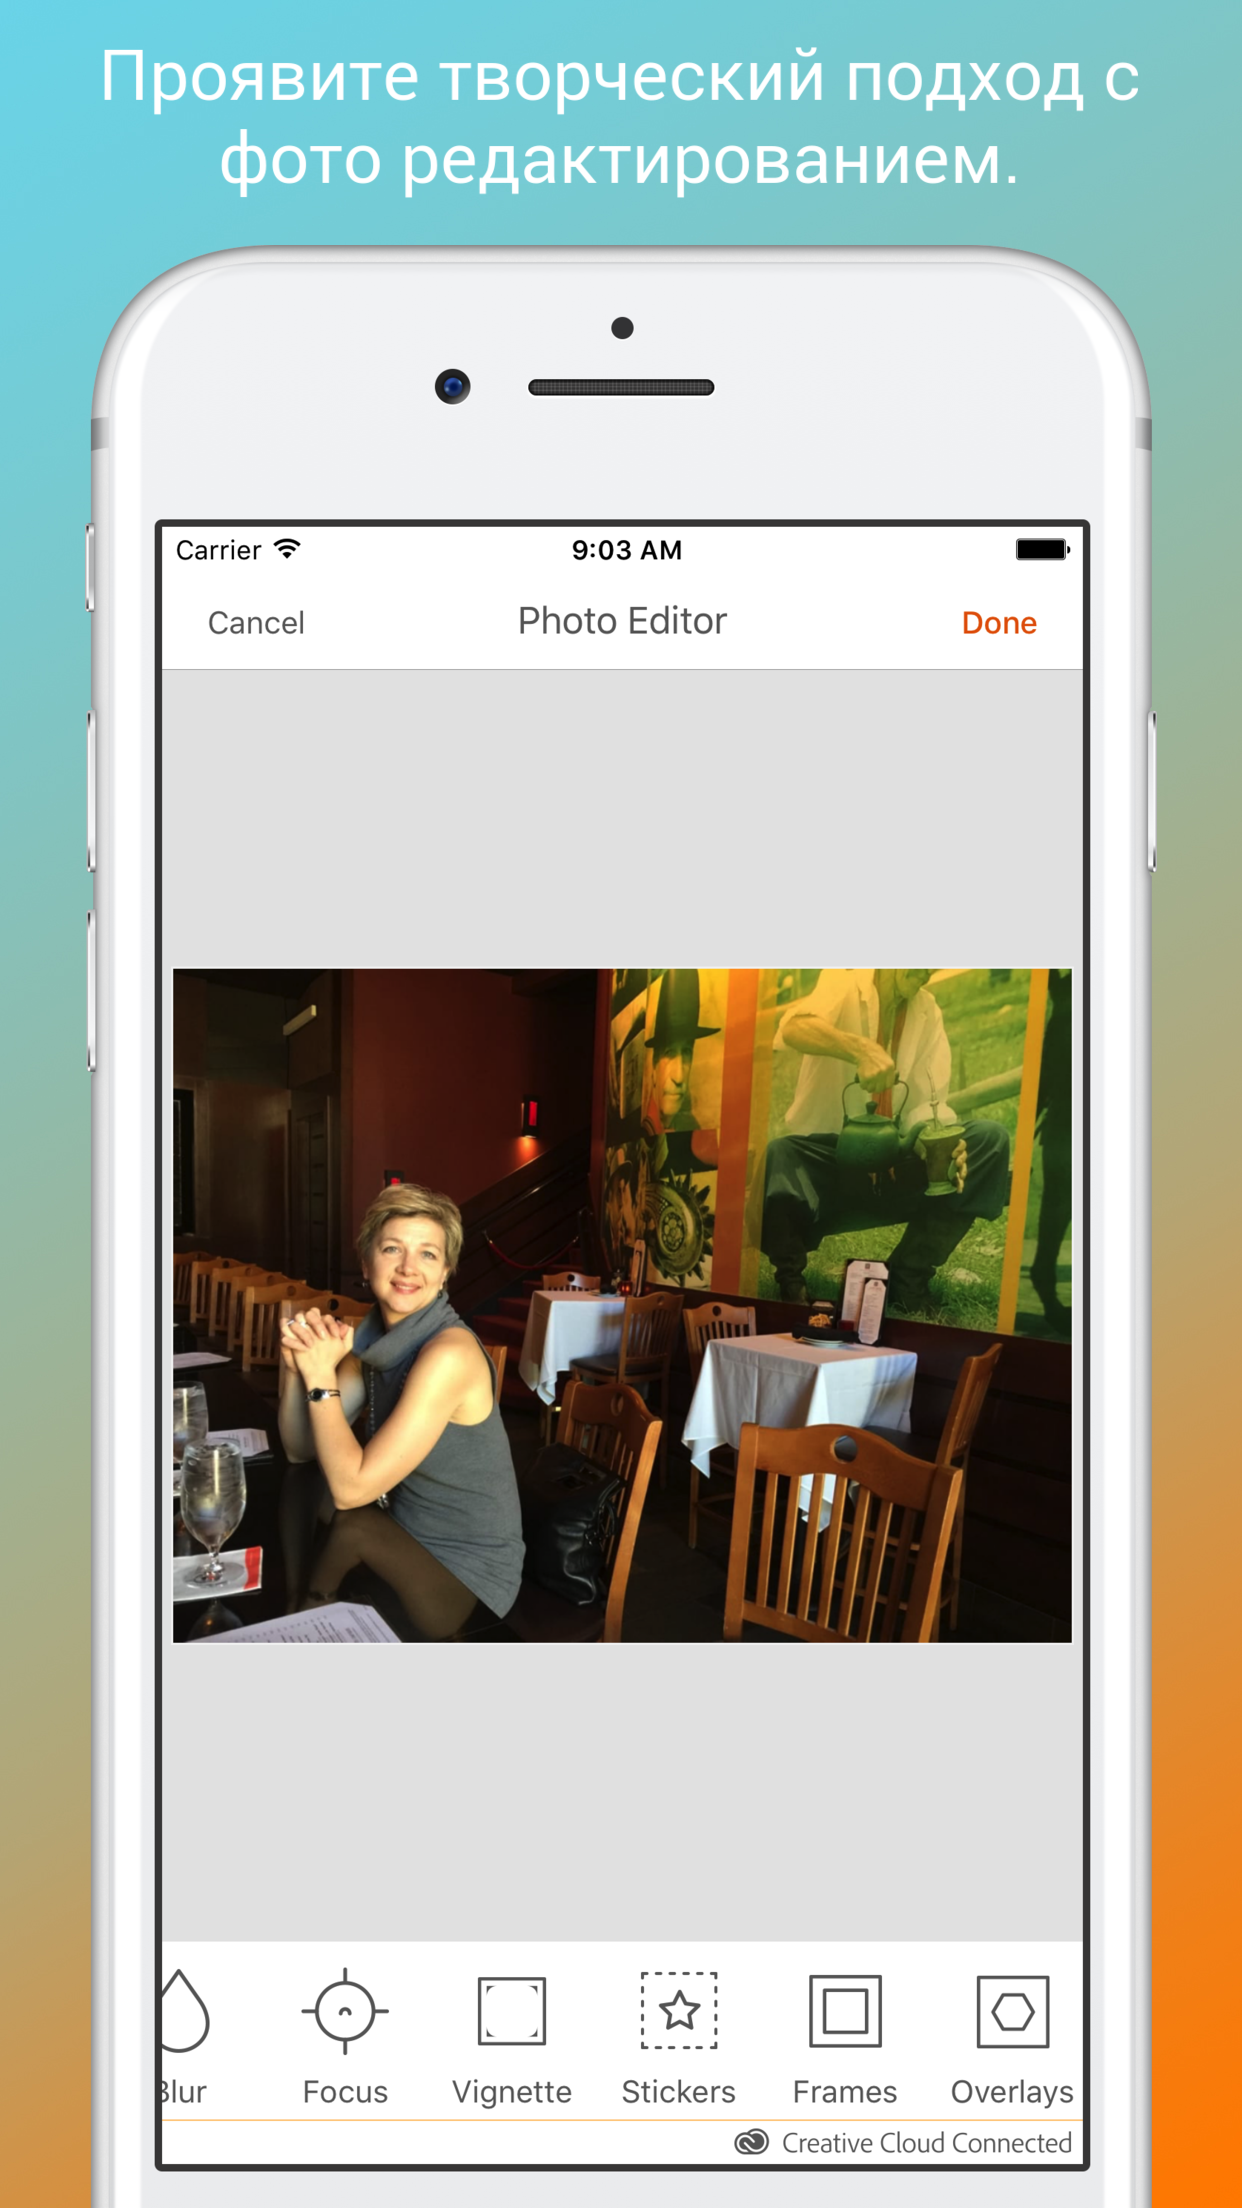 Проявите творческий подход с
фото редактированием.
Carrier 9:03 AM
Cancel Photo Editor Done
Blur Focus Vignette Stickers Frames Overlays
Creative Cloud Connected